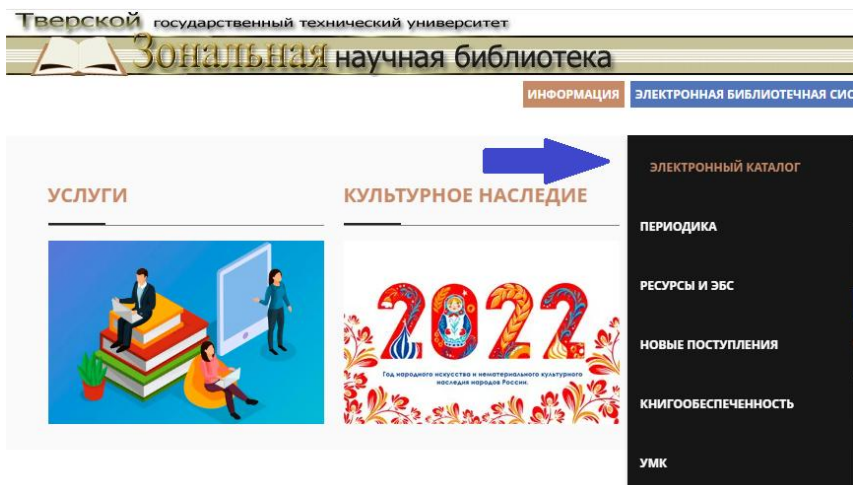 Тверской государственный технический университет
Зональная научная библиотека
ИНФОРМАЦИЯ ЭЛЕКТРОННАЯ БИБЛИОТЕЧНАЯ СИС
ЭЛЕКТРОННЫЙ КАТАЛОГ
УСЛУГИ
КУЛЬТУРНОЕ НАСЛЕДИЕ
2022
Год народного искусства и нематериального культурного
наследия народов России.
ПЕРИОДИКА
РЕСУРСЫ И ЭБС
НОВЫЕ ПОСТУПЛЕНИЯ
КНИГООБЕСПЕЧЕННОСТЬ
УМК